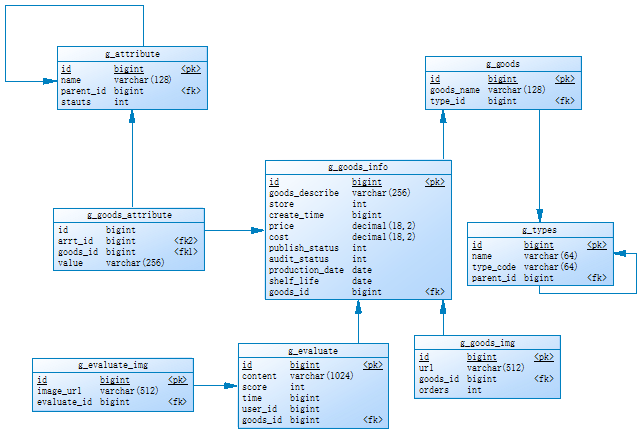 g_attribute
id bigint <pk>
name varchar(128)
parent_id bigint <fk>
stauts int
g_goods
id bigint <pk>
goods_name varchar(128)
type_id bigint <fk>
g_goods_info
id bigint <pk>
goods_describe varchar(256)
store int
create_time bigint
price decimal(18,2)
cost decimal(18,2)
publish_status int
audit_status int
production_date date
shelf_life date
goods_id bigint <fk>
g_goods_attribute
id bigint
arrt_id bigint <fk2>
goods_id bigint <fk1>
value varchar(256)
g_types
id bigint <pk>
name varchar(64)
type_code varchar(64)
parent_id bigint <fk>
g_evaluate_img
id bigint <pk>
image_url varchar(512)
evaluate_id bigint <fk>
g_evaluate
id bigint <pk>
content varchar(1024)
score int
time bigint
user_id bigint
goods_id bigint <fk>
g_goods_img
id bigint <pk>
url varchar(512)
goods_id bigint <fk>
orders int